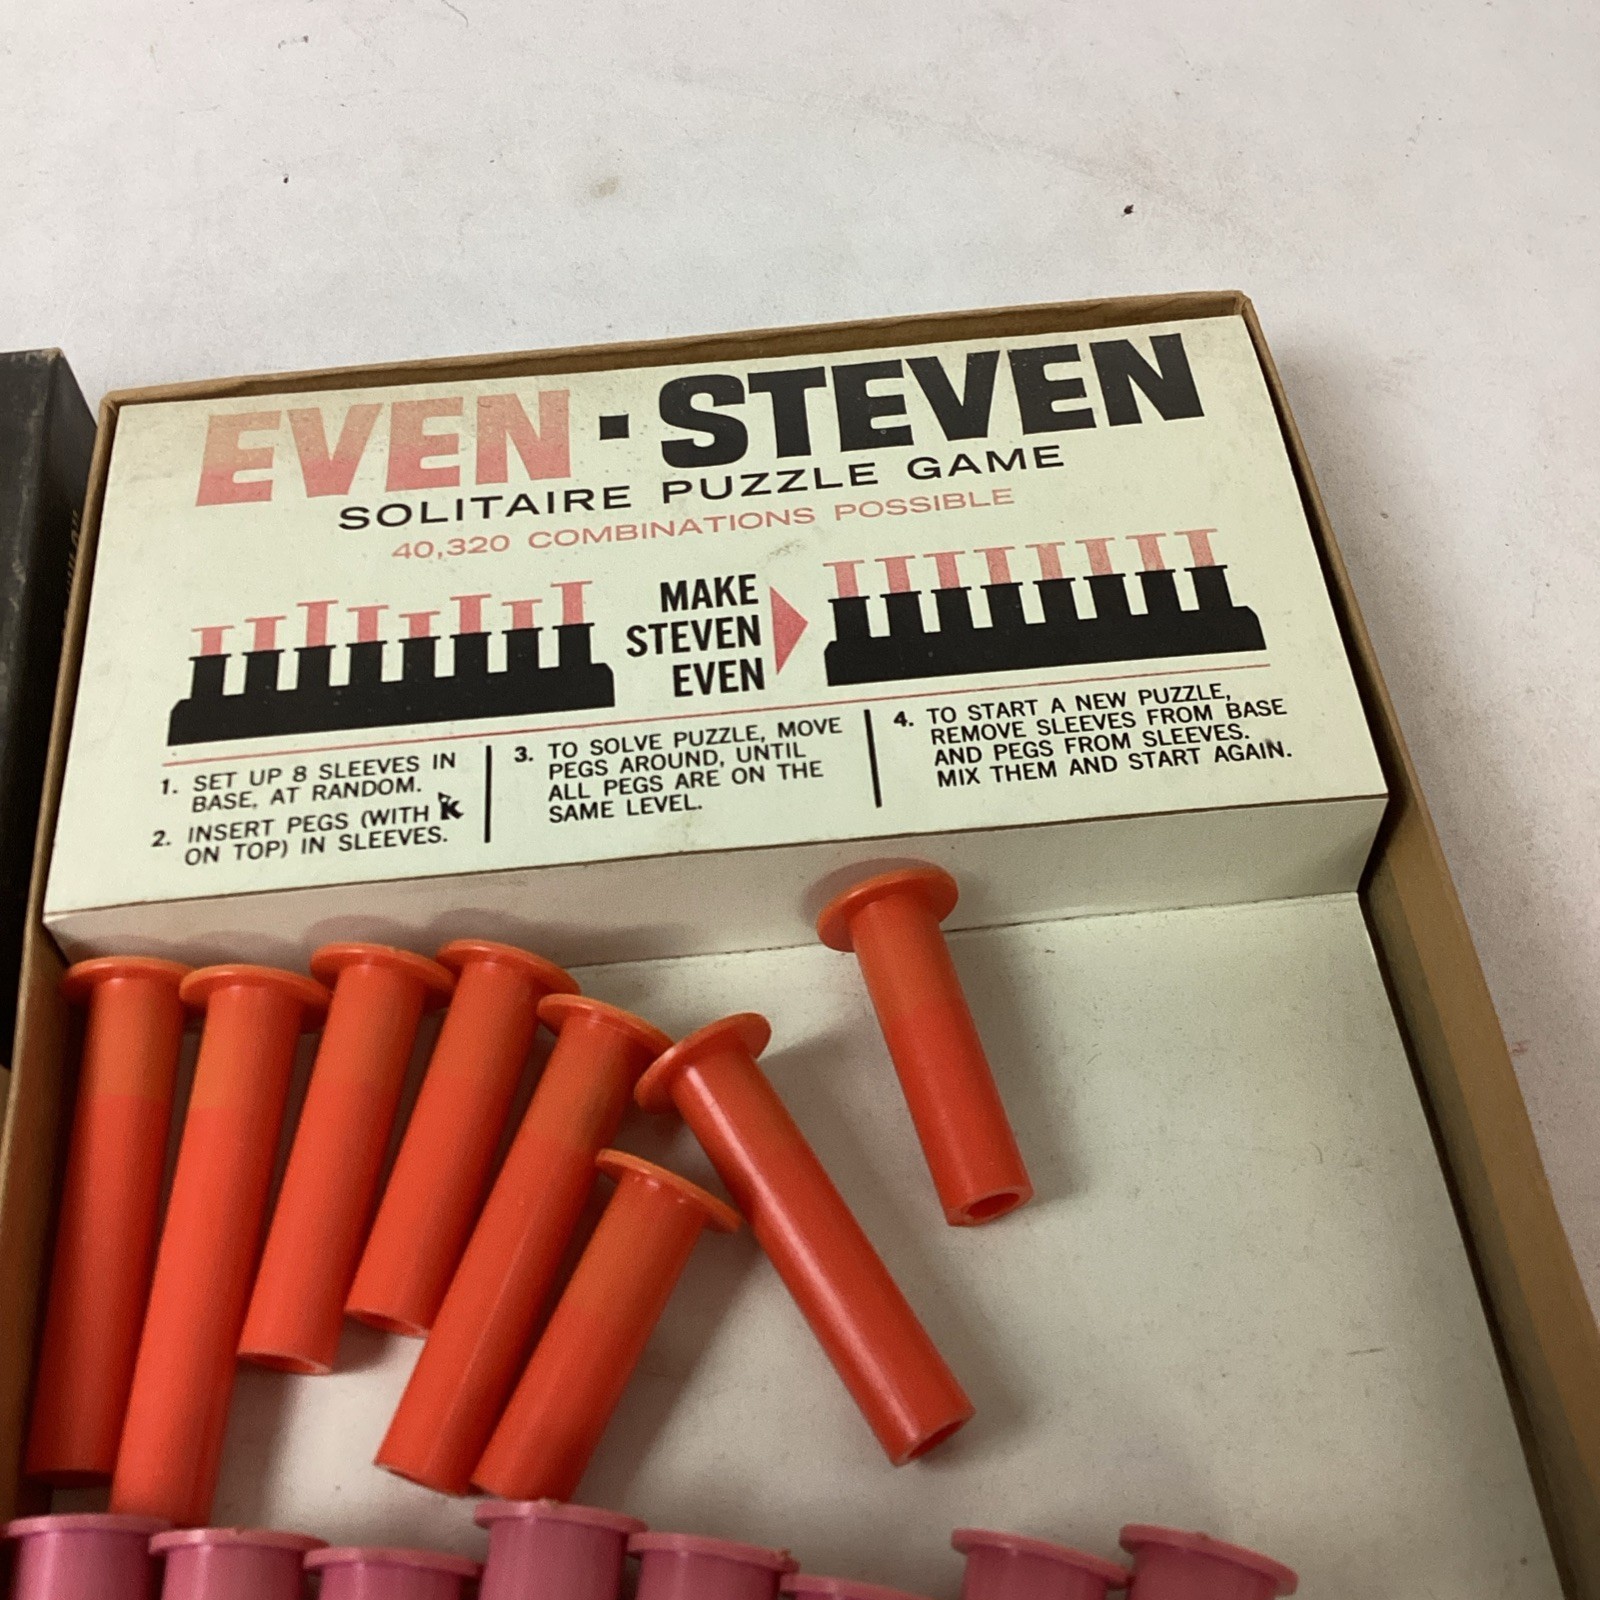 EVEN · STEVEN
SOLITAIRE PUZZLE GAME
40,320 COMBINATIONS POSSIBLE
MAKE
STEVEN
EVEN
1. SET UP 8 SLEEVES IN
BASE, AT RANDOM.
2. INSERT PEGS (WITH K
ON TOP) IN SLEEVES.
3. TO SOLVE PUZZLE, MOVE
PEGS AROUND, UNTIL
ALL PEGS ARE ON THE
SAME LEVEL.
4. TO START A NEW PUZZLE,
REMOVE SLEEVES FROM BASE
AND PEGS FROM SLEEVES.
MIX THEM AND START AGAIN.